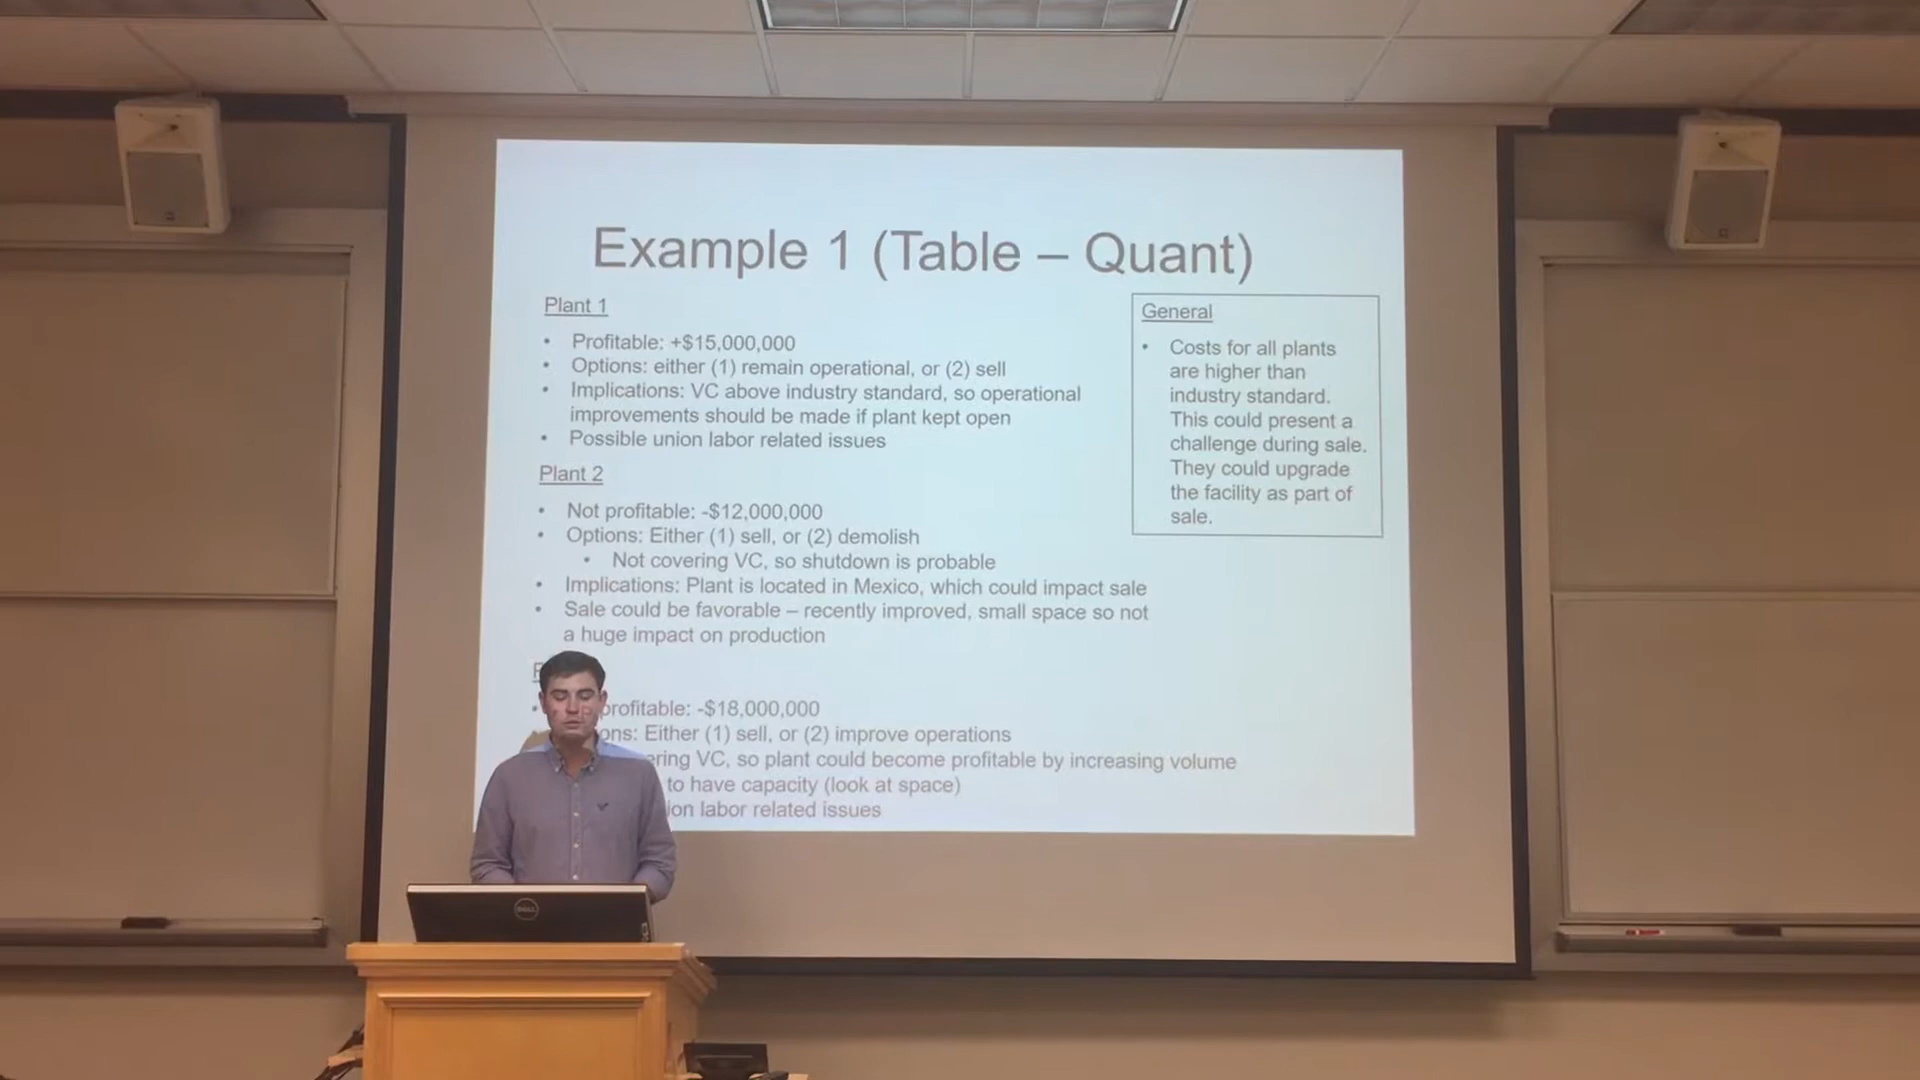 Example 1 (Table – Quant)
Plant 1
• Profitable: +$15,000,000
• Options: either (1) remain operational, or (2) sell
• Implications: VC above industry standard, so operational
improvements should be made if plant kept open
• Possible union labor related issues
Plant 2
• Not profitable: -$12,000,000
• Options: Either (1) sell, or (2) demolish
• Not covering VC, so shutdown is probable
• Implications: Plant is located in Mexico, which could impact sale
• Sale could be favorable – recently improved, small space so not
a huge impact on production
profitable: -$18,000,000
ons: Either (1) sell, or (2) improve operations
ering VC, so plant could become profitable by increasing volume
to have capacity (look at space)
ion labor related issues
General
• Costs for all plants
are higher than
industry standard.
This could present a
challenge during sale.
They could upgrade
the facility as part of
sale.
DELL